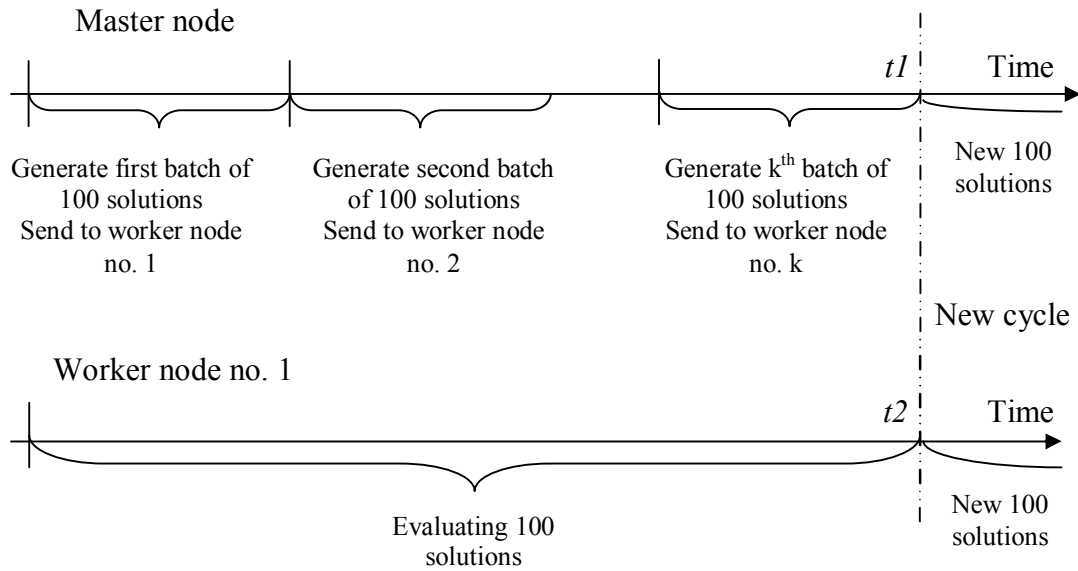 Master node
t1
Time
Generate first batch of
100 solutions
Send to worker node
no. 1
Generate second batch
of 100 solutions
Send to worker node
no. 2
Generate kth batch of
100 solutions
Send to worker node
no. k
New 100
solutions
New cycle
Worker node no. 1
t2
Time
Evaluating 100
solutions
New 100
solutions